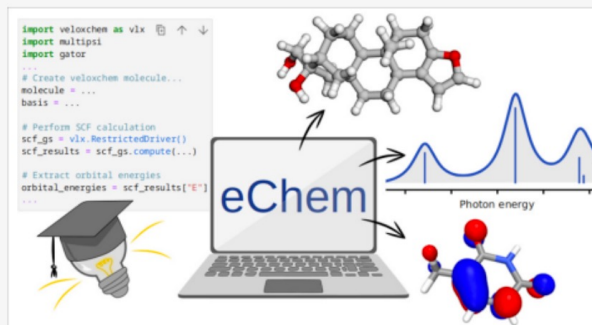 import veloxchem as vlx
import multipsi
import gator
...
# Create veloxchem molecule...
molecule = ...
basis = ...
# Perform SCF calculation
scf_gs = vlx.RestrictedDriver()
scf_results = scf_gs.compute(...)
# Extract orbital energies
orbital_energies = scf_results["E"]
...
eChem
Photon energy